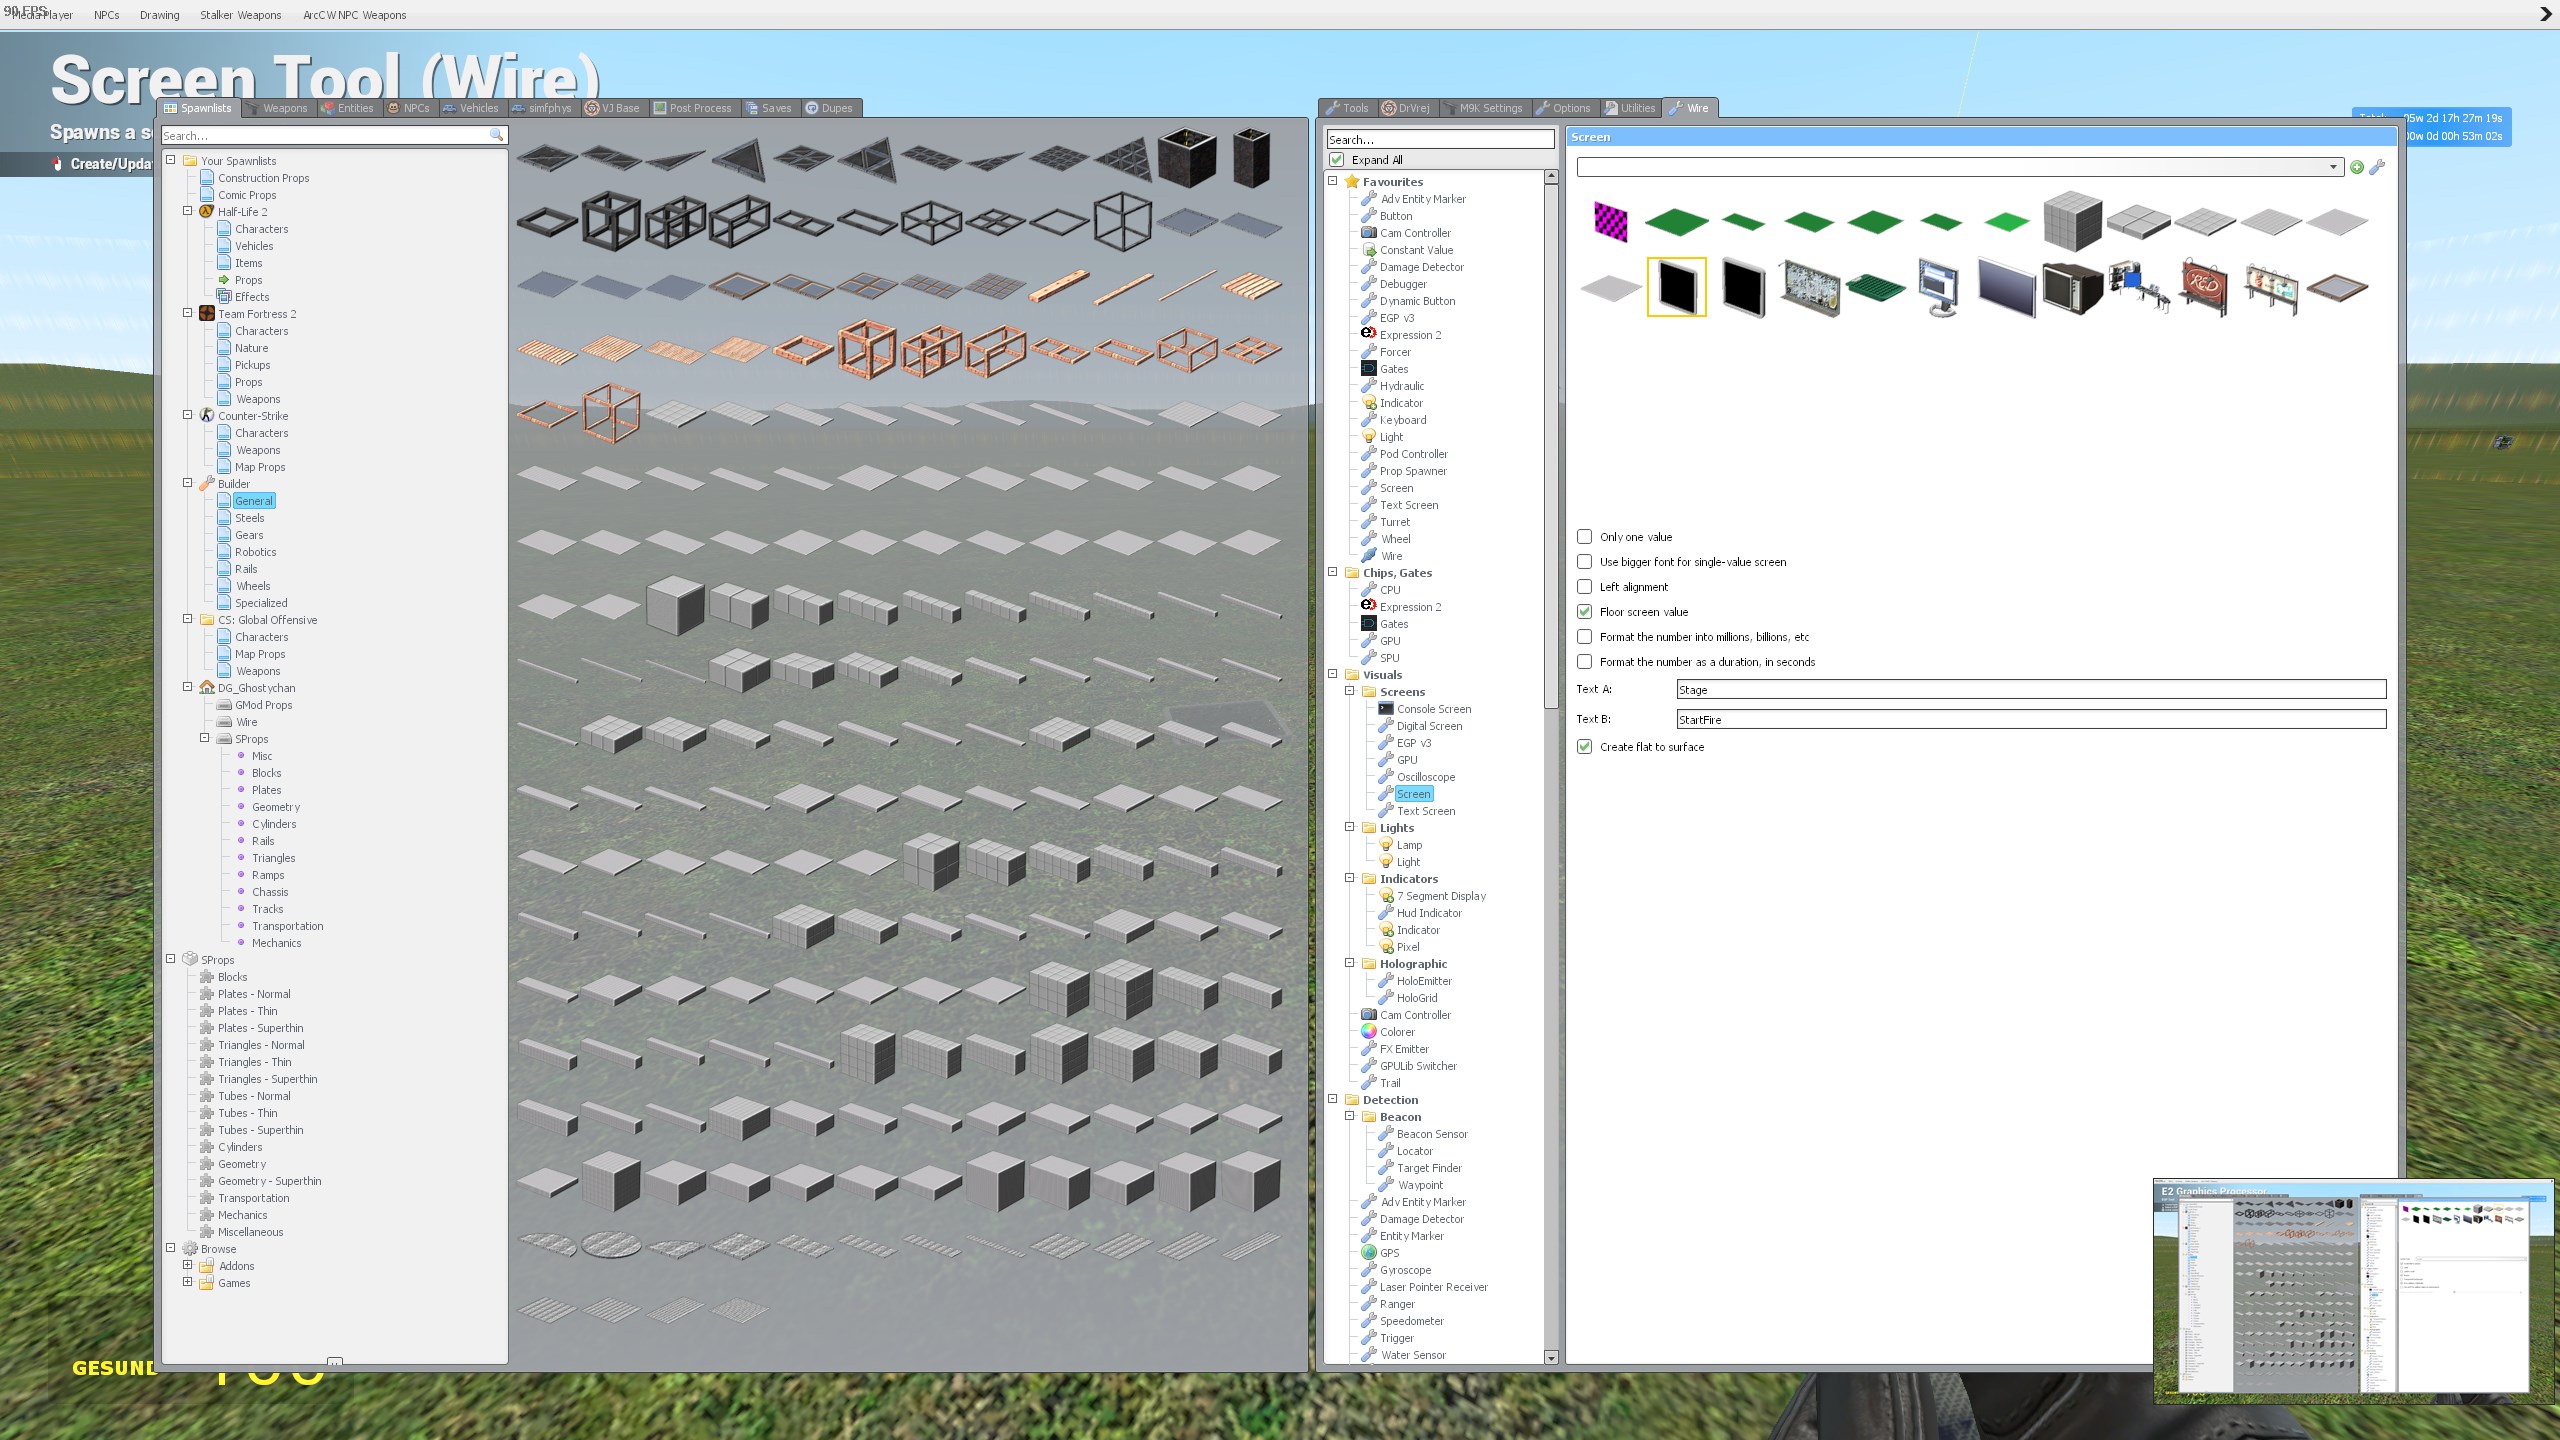 90 FPS
Media Player NPCs Drawing Stalker Weapons ArcCW NPC Weapons
Screen Tool (Wire)
Spawns a s
Create/Updat
Spawnlists Weapons Entities NPCs Vehicles simfphys VJ Base Post Process Saves Dupes
Search...
Your Spawnlists
Construction Props
Comic Props
Half-Life 2
Characters
Vehicles
Items
Props
Effects
Team Fortress 2
Characters
Nature
Pickups
Props
Weapons
Counter-Strike
Characters
Weapons
Map Props
Builder
General
Steels
Gears
Robotics
Rails
Wheels
Specialized
CS: Global Offensive
Characters
Map Props
Weapons
DG_Ghostychan
GMod Props
Wire
SProps
Misc
Blocks
Plates
Geometry
Cylinders
Rails
Triangles
Ramps
Chassis
Tracks
Transportation
Mechanics
SProps
Blocks
Plates - Normal
Plates - Thin
Plates - Superthin
Triangles - Normal
Triangles - Thin
Triangles - Superthin
Tubes - Normal
Tubes - Thin
Tubes - Superthin
Cylinders
Geometry
Geometry - Superthin
Transportation
Mechanics
Miscellaneous
Browse
Addons
Games
GESUND
Tools DrVrej M9K Settings Options Utilities Wire
Search...
Expand All
Favourites
Adv Entity Marker
Button
Cam Controller
Constant Value
Damage Detector
Debugger
Dynamic Button
EGP v3
Expression 2
Forcer
Gates
Hydraulic
Indicator
Keyboard
Light
Pod Controller
Prop Spawner
Screen
Text Screen
Turret
Wheel
Wire
Chips, Gates
CPU
Expression 2
Gates
GPU
SPU
Visuals
Screens
Console Screen
Digital Screen
EGP v3
GPU
Oscilloscope
Screen
Text Screen
Lights
Lamp
Light
Indicators
7 Segment Display
Hud Indicator
Indicator
Pixel
Holographic
HoloEmitter
HoloGrid
Cam Controller
Colorer
FX Emitter
GPULib Switcher
Trail
Detection
Beacon
Beacon Sensor
Locator
Target Finder
Waypoint
Adv Entity Marker
Damage Detector
Entity Marker
GPS
Gyroscope
Laser Pointer Receiver
Ranger
Speedometer
Trigger
Water Sensor
Screen
RED
Only one value
Use bigger font for single-value screen
Left alignment
Floor screen value
Format the number into millions, billions, etc
Format the number as a duration, in seconds
Text A: Stage
Text B: StartFire
Create flat to surface
05w 2d 17h 27m 19s
00w 0d 00h 53m 02s
E2 Graphics Processor